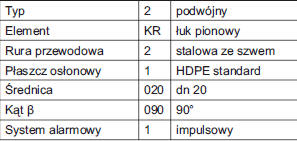 Typ 2 podwójny
Element KR łuk pionowy
Rura przewodowa 2 stalowa ze szwem
Płaszcz osłonowy 1 HDPE standard
Średnica 020 dn 20
Kąt β 090 90°
System alarmowy 1 impulsowy